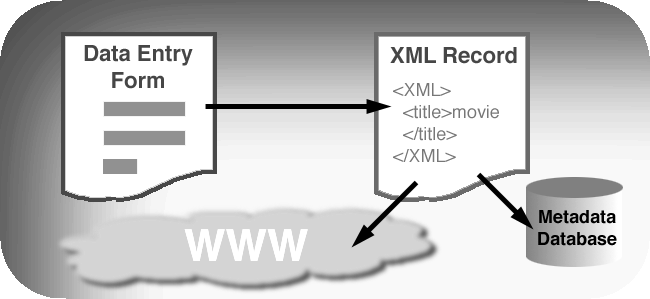 Data Entry
Form
XML Record
<XML>
<title>movie
</title>
</XML>
WWW
Metadata
Database